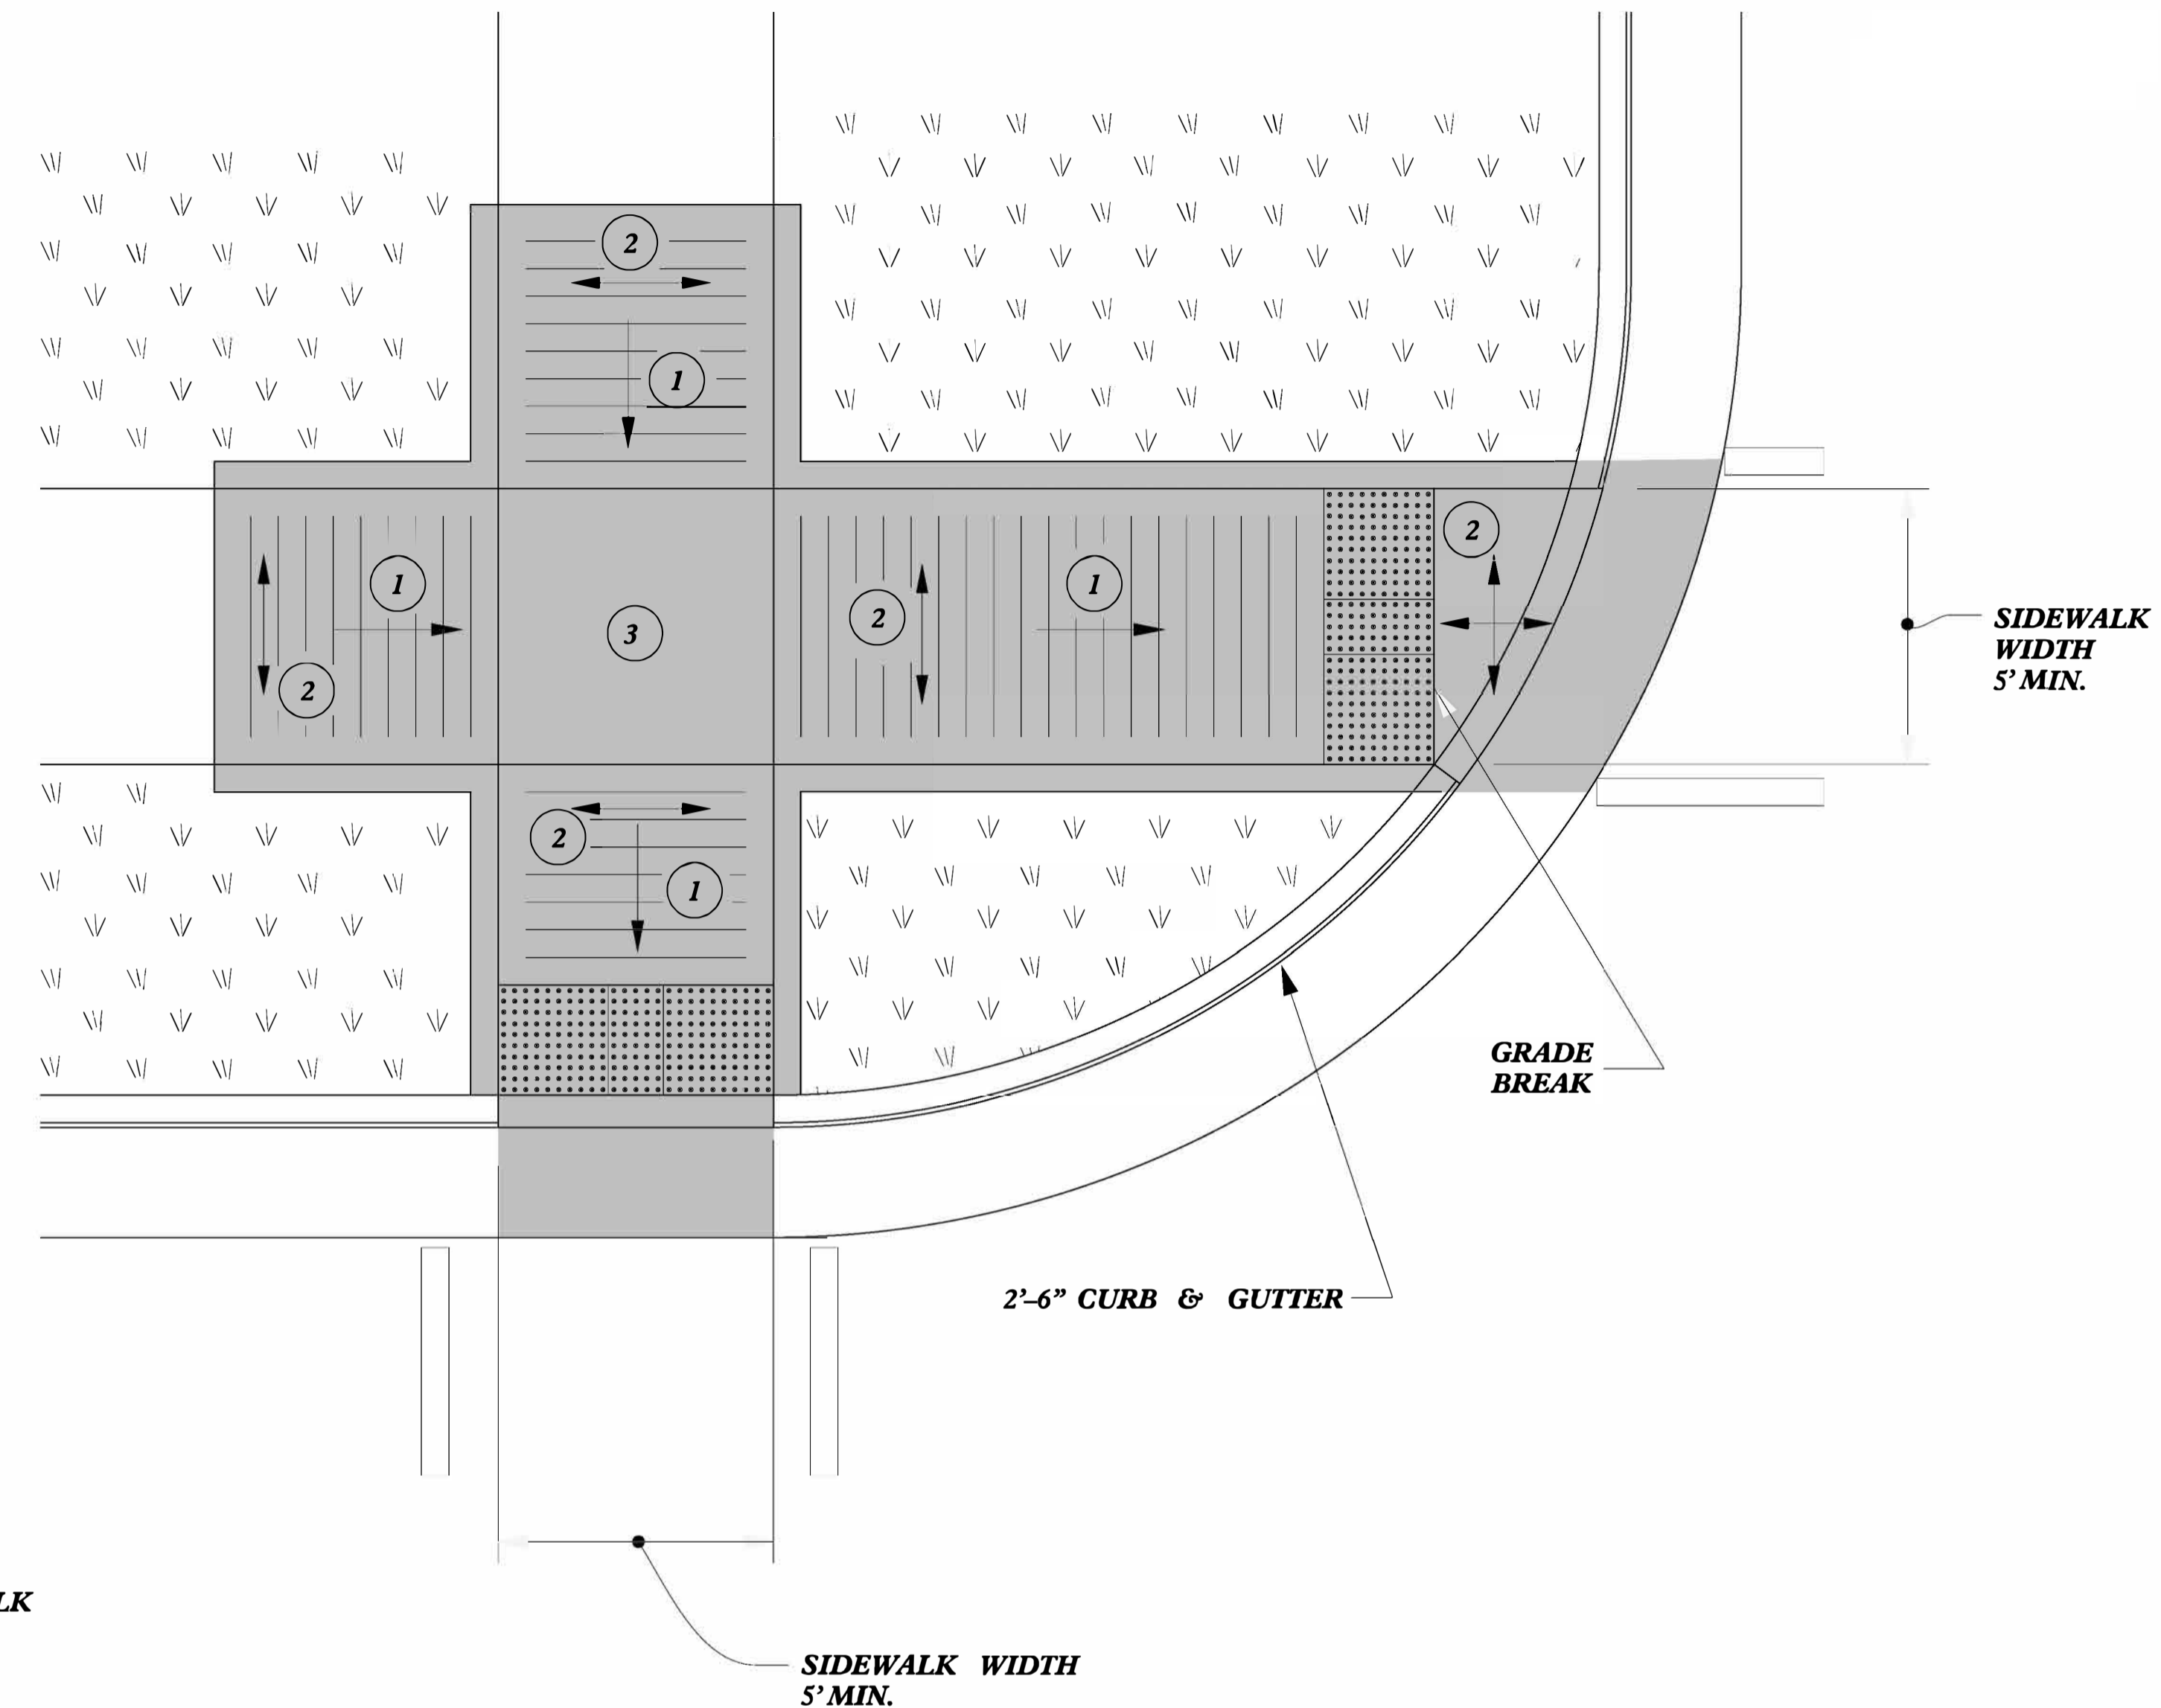 2
1
2
1
2
3
2
1
2
SIDEWALK
WIDTH
5' MIN.
2
1
GRADE
BREAK
2'–6" CURB & GUTTER
LK
SIDEWALK WIDTH
5' MIN.